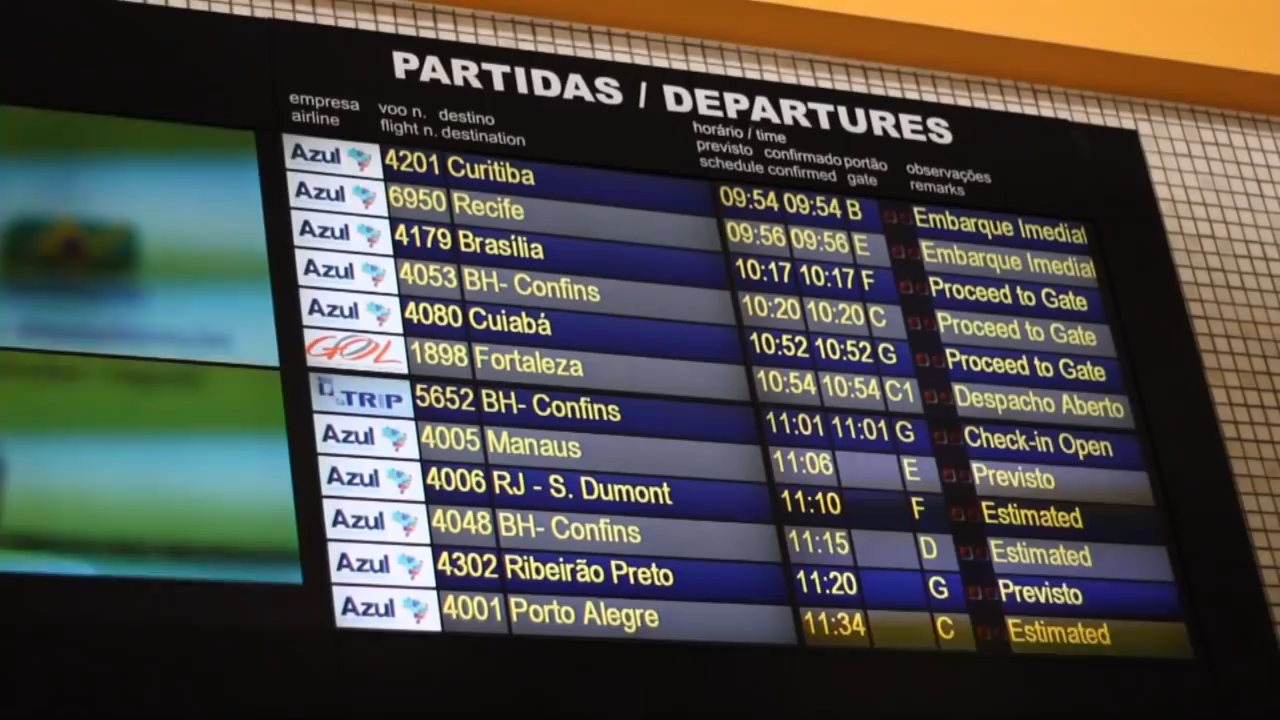 PARTIDAS / DEPARTURES
empresa voo n. destino horário / time
airline flight n. destination previsto confirmado portão observações
schedule confirmed gate remarks
Azul 4201 Curitiba 09:54 09:54 B Embarque Imedial
Azul 6950 Recife 09:56 09:56 E Embarque Imedial
Azul 4179 Brasília 10:17 10:17 F Proceed to Gate
Azul 4053 BH- Confins 10:20 10:20 C Proceed to Gate
Azul 4080 Cuiabá 10:52 10:52 G Proceed to Gate
GOL 1898 Fortaleza 10:54 10:54 C1 Despacho Aberto
TRIP 5652 BH- Confins 11:01 11:01 G Check-in Open
Azul 4005 Manaus 11:06 E Previsto
Azul 4006 RJ - S. Dumont 11:10 F Estimated
Azul 4048 BH- Confins 11:15 D Estimated
Azul 4302 Ribeirão Preto 11:20 G Previsto
Azul 4001 Porto Alegre 11:34 C Estimated